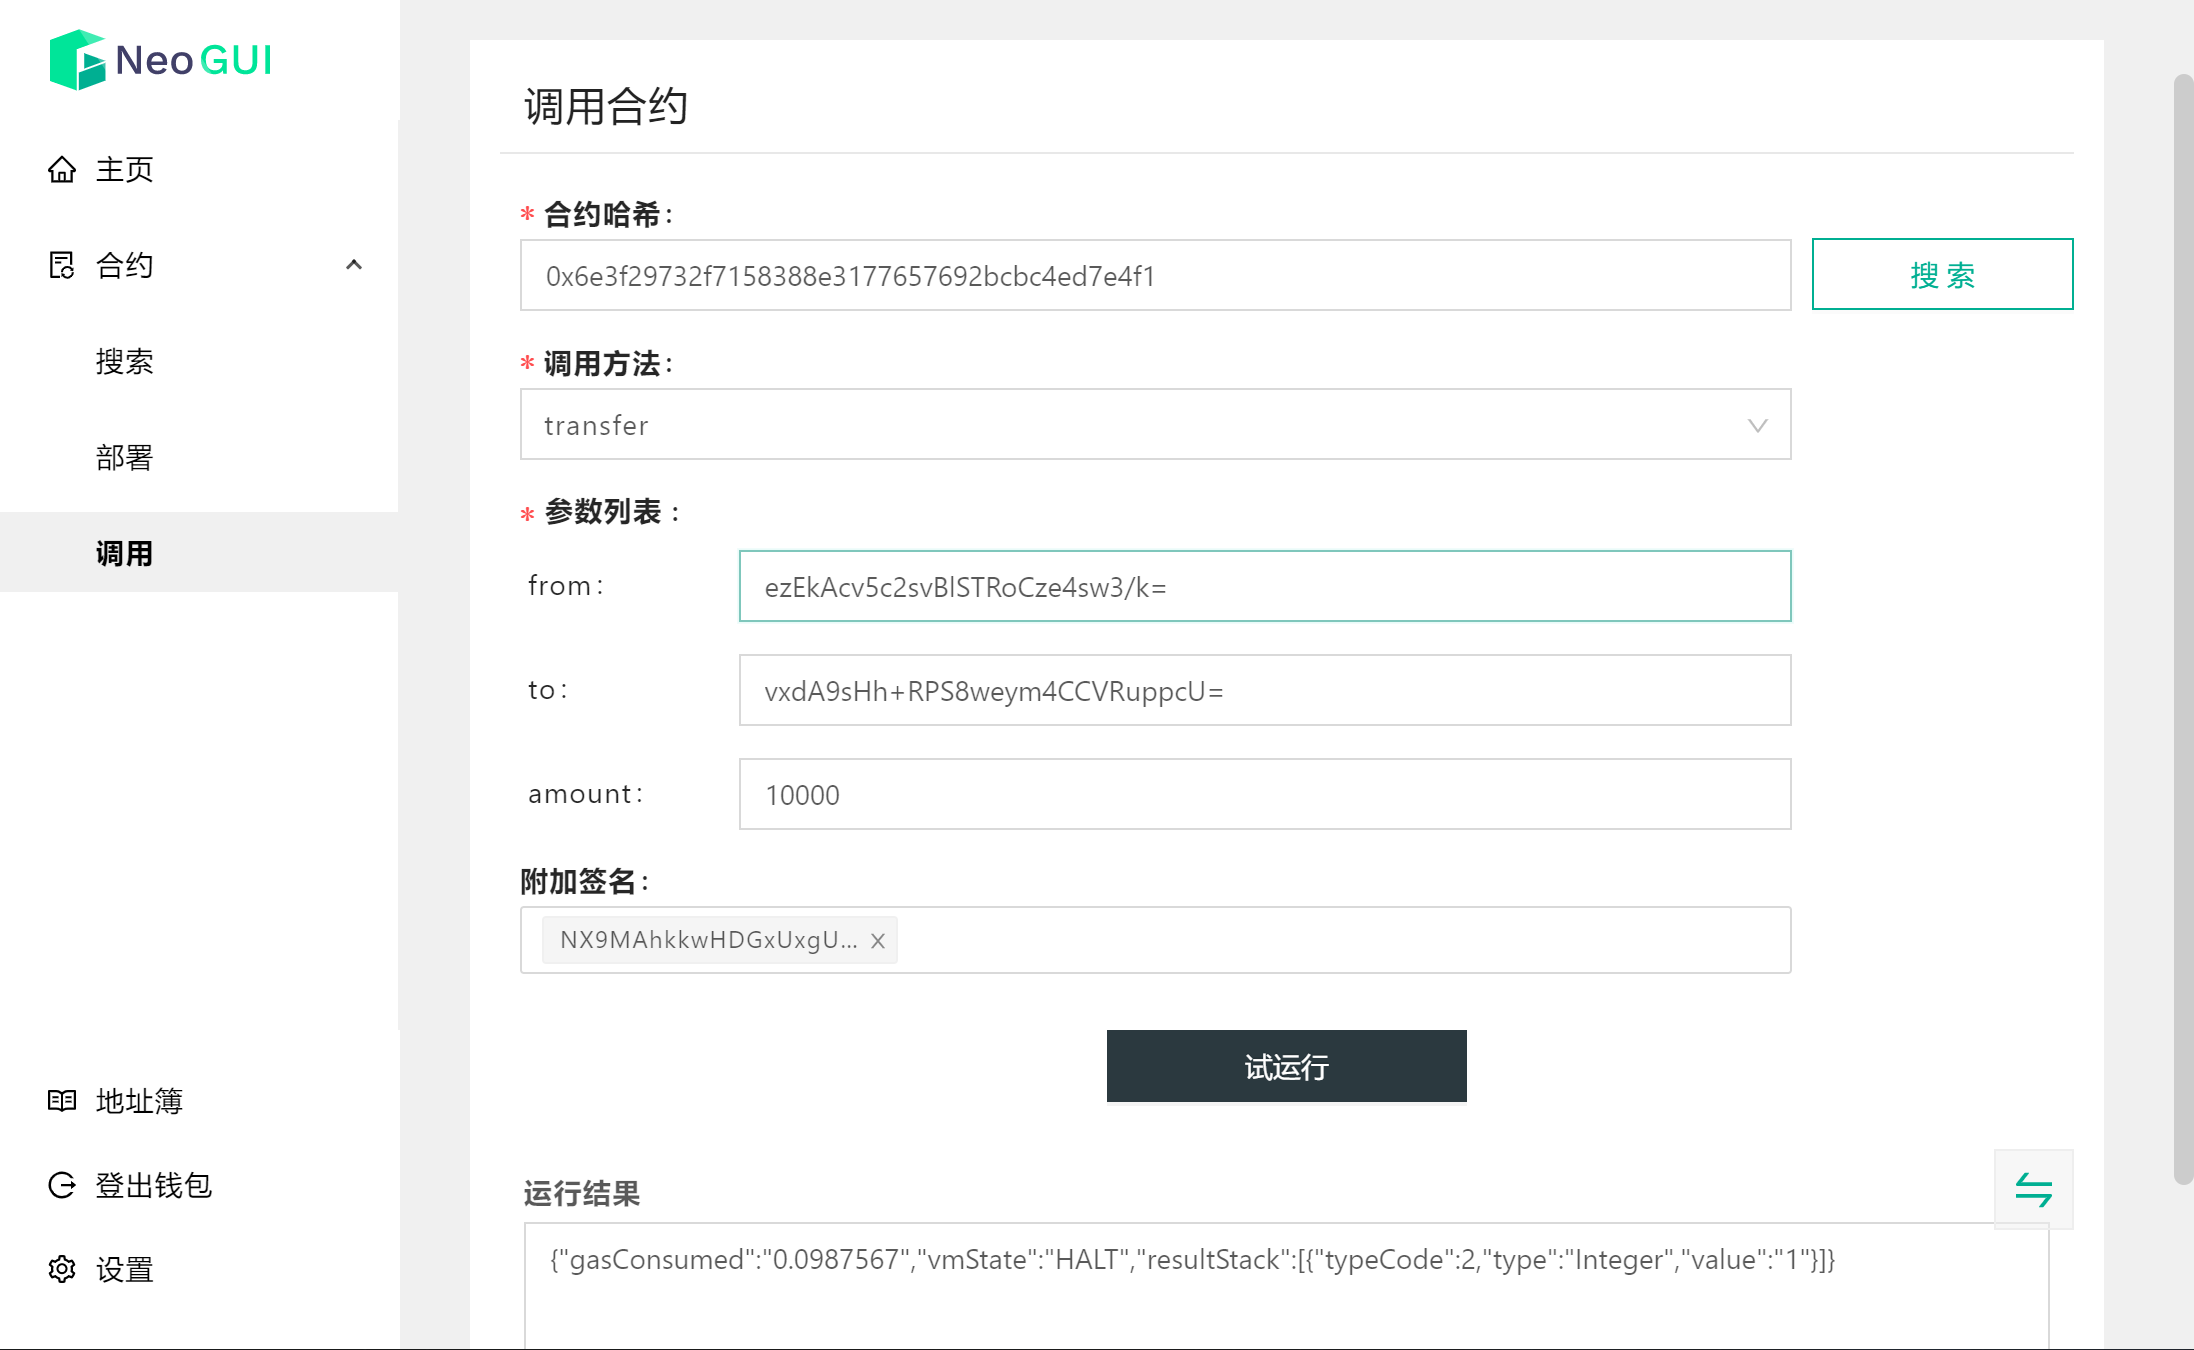 Neo GUI
主页
合约
搜索
部署
调用
地址簿
登出钱包
设置
调用合约
* 合约哈希:
0x6e3f29732f7158388e3177657692bcbc4ed7e4f1
搜 索
* 调用方法:
transfer
* 参数列表 :
from:
ezEkAcv5c2svBlSTRoCze4sw3/k=
to:
vxdA9sHh+RPS8weym4CCVRuppcU=
amount:
10000
附加签名:
NX9MAhkkwHDGxUxgU...
试运行
运行结果
{"gasConsumed":"0.0987567","vmState":"HALT","resultStack":[{"typeCode":2,"type":"Integer","value":"1"}]}